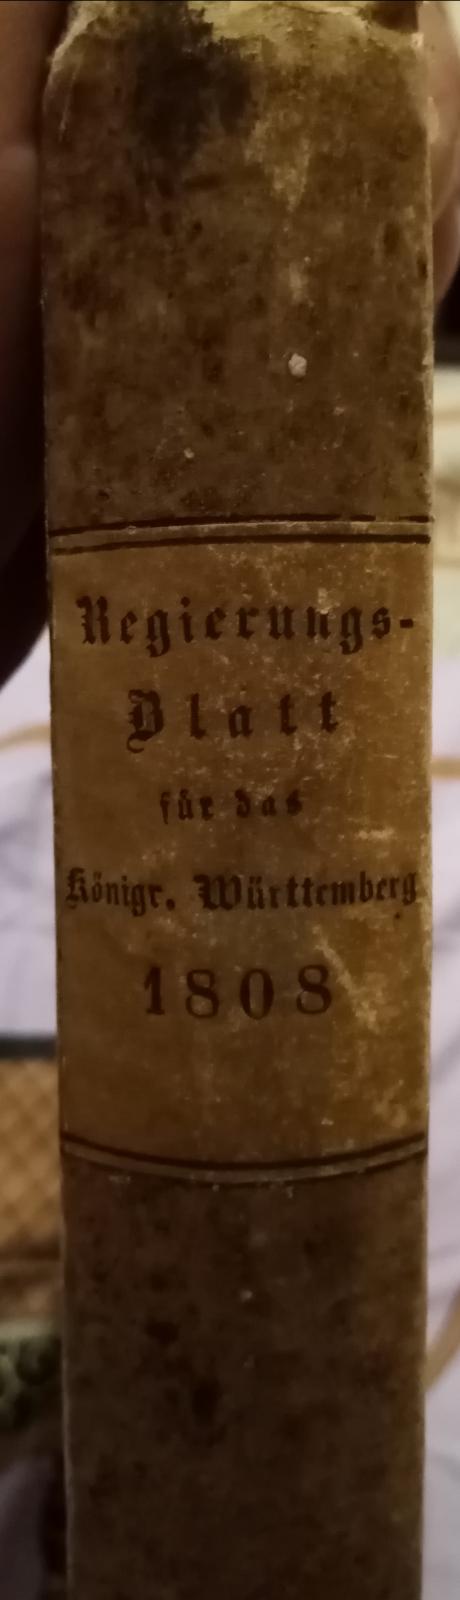 Regierungs-
Blatt
für das
Königr. Württemberg
1808